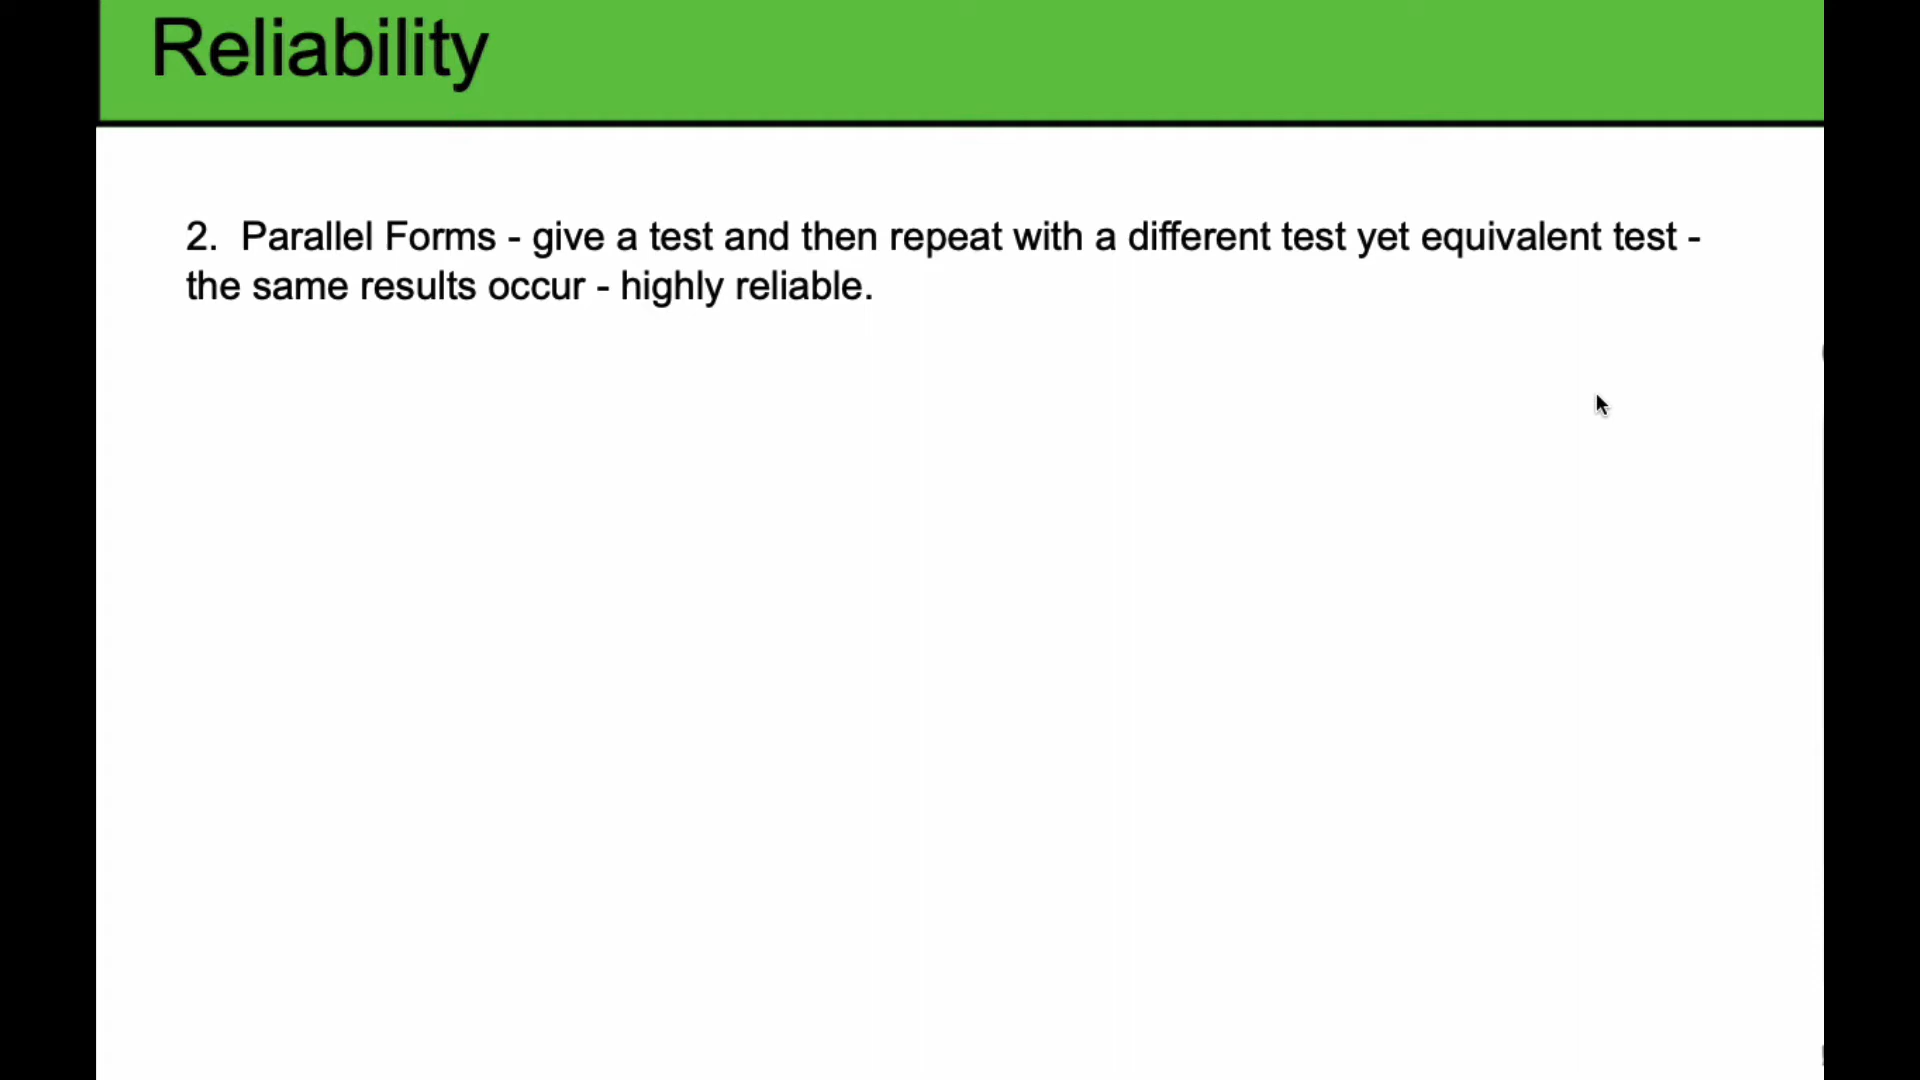 Reliability
2. Parallel Forms - give a test and then repeat with a different test yet equivalent test -
the same results occur - highly reliable.